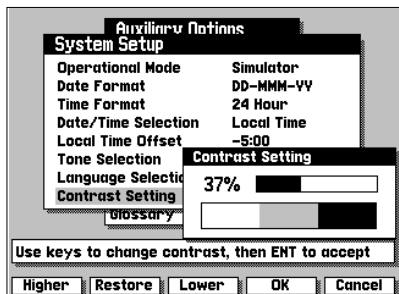 Auxiliary Options
System Setup
Operational Mode Simulator
Date Format DD-MMM-YY
Time Format 24 Hour
Date/Time Selection Local Time
Local Time Offset -5:00
Tone Selection
Language Selectio
Contrast Setting
Contrast Setting
37%
Glossary
Use keys to change contrast, then ENT to accept
Higher Restore Lower OK Cancel